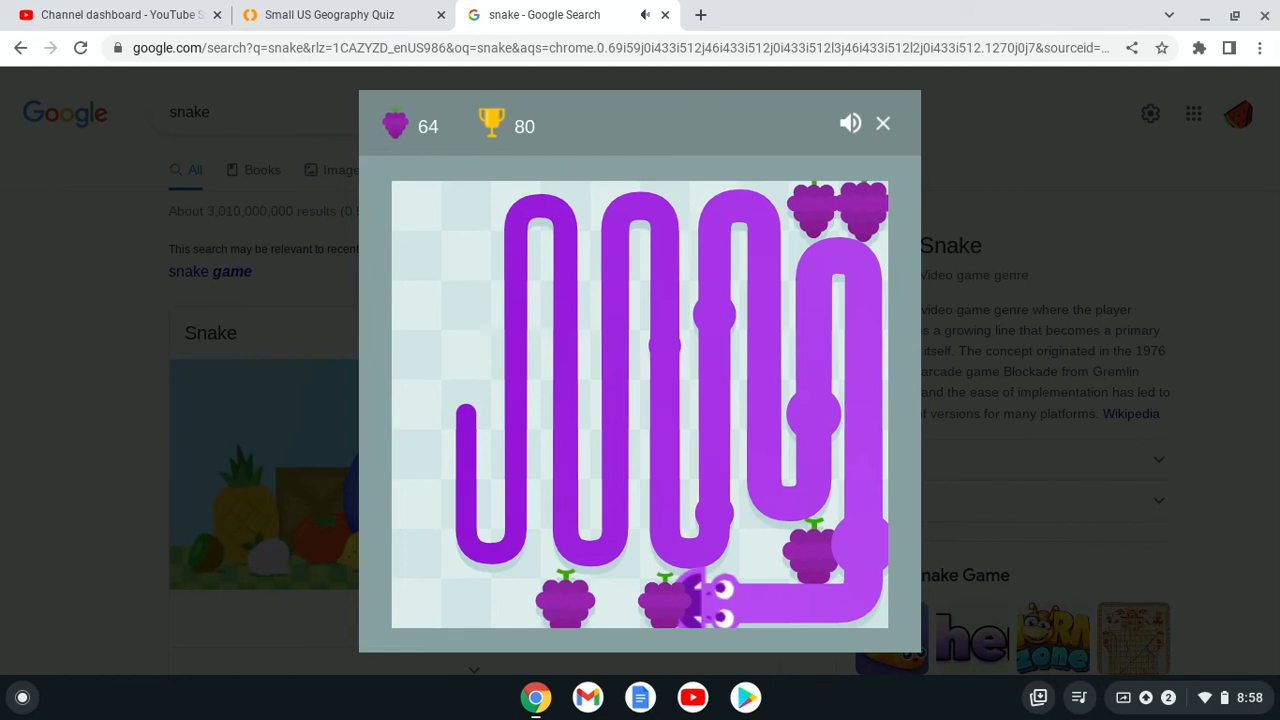 Channel dashboard - YouTube S
Small US Geography Quiz
snake - Google Search
google.com/search?q=snake&rlz=1CAZYZD_enUS986&oq=snake&aqs=chrome.0.69i59j0i433i512j46i433i512j0i433i512l3j46i433i512l2j0i433i512.1270j0j7&sourceid=...
Google
snake
64
80
All
Books
Image
About 3,010,000,000 results (0.
This search may be relevant to recent
snake game
Snake
Snake
Video game genre
video game genre where the player
s a growing line that becomes a primary
itself. The concept originated in the 1976
arcade game Blockade from Gremlin
and the ease of implementation has led to
of versions for many platforms. Wikipedia
nake Game
2
8:58